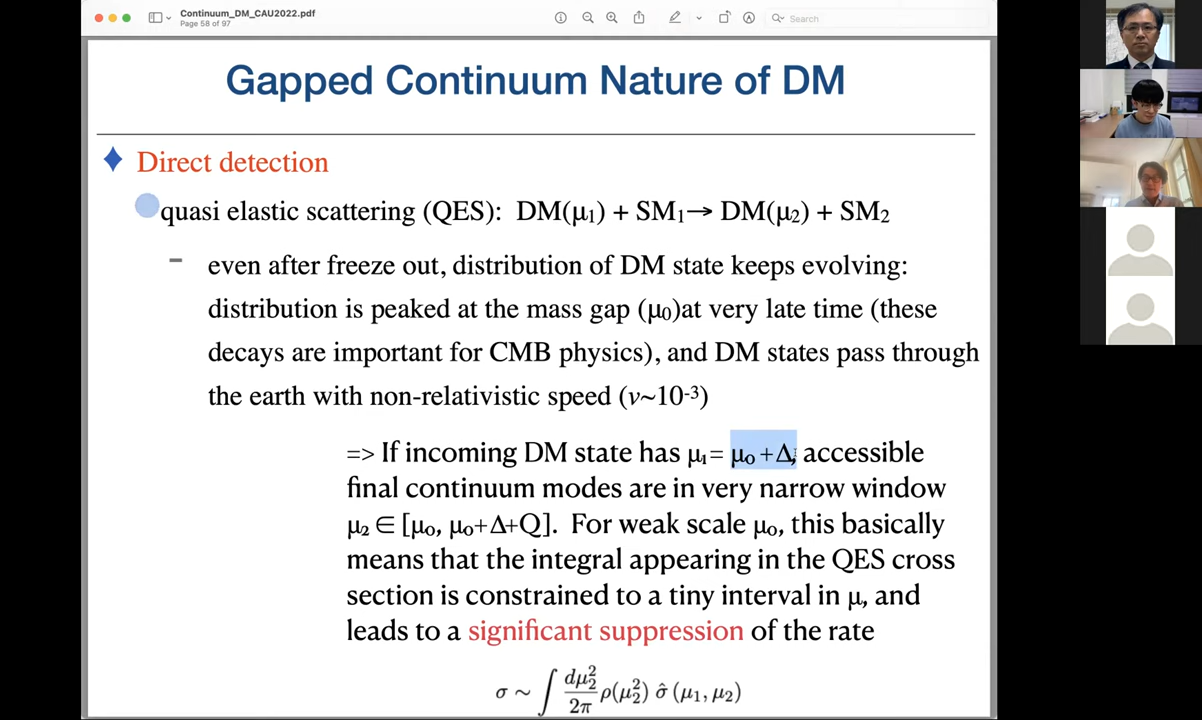 Continuum_DM_CAU2022.pdf
Page 58 of 97
Search
Gapped Continuum Nature of DM
Direct detection
quasi elastic scattering (QES): DM(μ₁) + SM₁→ DM(μ₂) + SM₂
– even after freeze out, distribution of DM state keeps evolving:
distribution is peaked at the mass gap (μ₀)at very late time (these
decays are important for CMB physics), and DM states pass through
the earth with non-relativistic speed (v~10⁻³)
=> If incoming DM state has μ₁= μ₀ +Δ, accessible
final continuum modes are in very narrow window
μ₂ ∈ [μ₀, μ₀+Δ+Q]. For weak scale μ₀, this basically
means that the integral appearing in the QES cross
section is constrained to a tiny interval in μ, and
leads to a significant suppression of the rate
σ ~ ∫ dμ₂²/2π ρ(μ₂²) σ̂ (μ₁, μ₂)